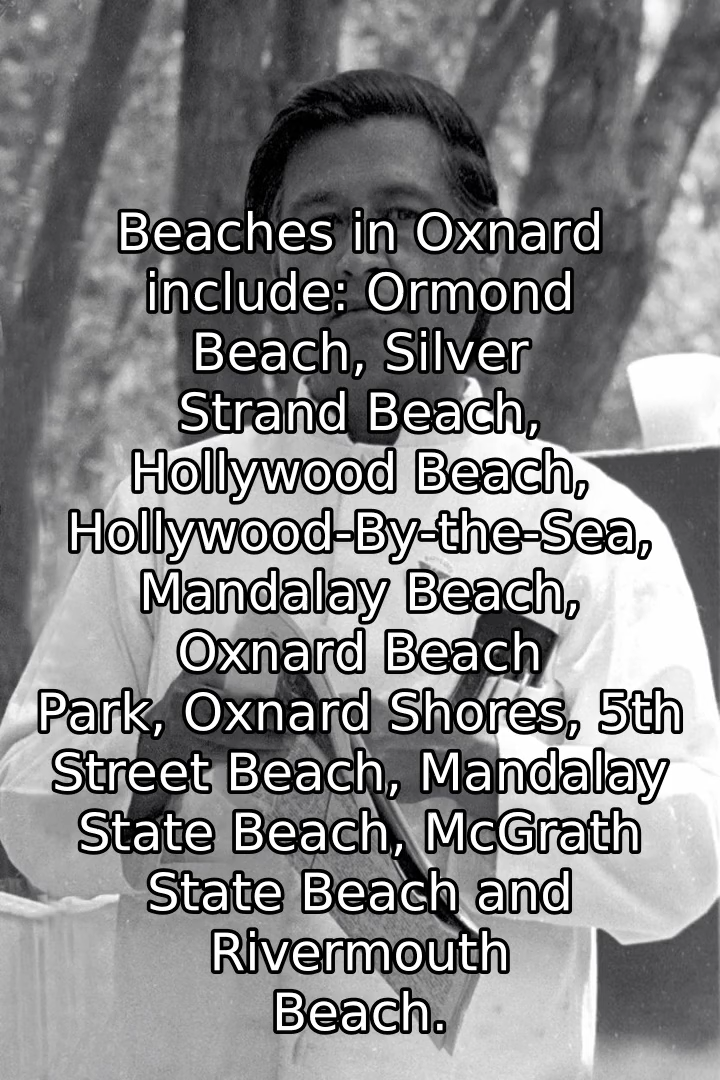 Beaches in Oxnard
include: Ormond
Beach, Silver
Strand Beach,
Hollywood Beach,
Hollywood-By-the-Sea,
Mandalay Beach,
Oxnard Beach
Park, Oxnard Shores, 5th
Street Beach, Mandalay
State Beach, McGrath
State Beach and
Rivermouth
Beach.